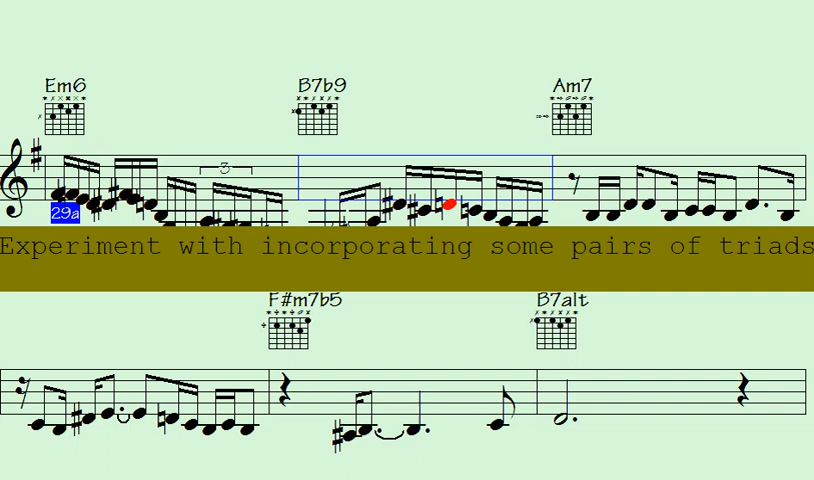 Em6 B7b9 Am7
3
29a
Experiment with incorporating some pairs of triads
F#m7b5 B7alt